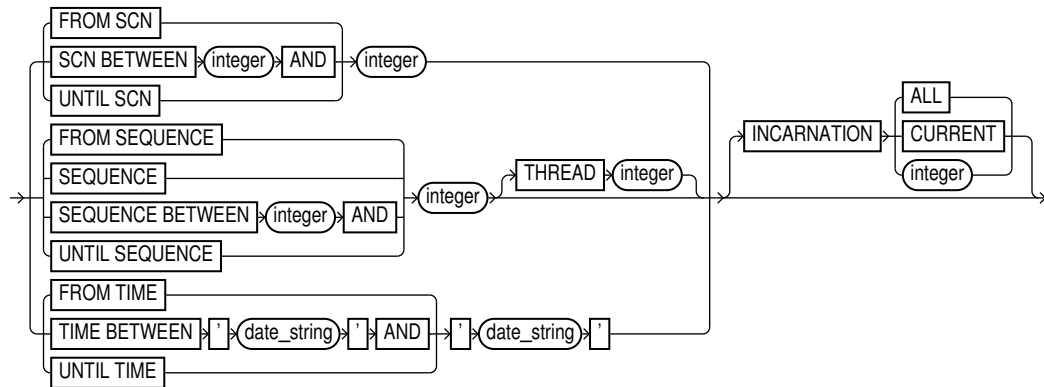 FROM SCN
SCN BETWEEN integer AND integer
UNTIL SCN
FROM SEQUENCE
SEQUENCE
SEQUENCE BETWEEN integer AND integer THREAD integer
UNTIL SEQUENCE
FROM TIME
TIME BETWEEN ' date_string ' AND ' date_string '
UNTIL TIME
INCARNATION ALL
CURRENT
integer